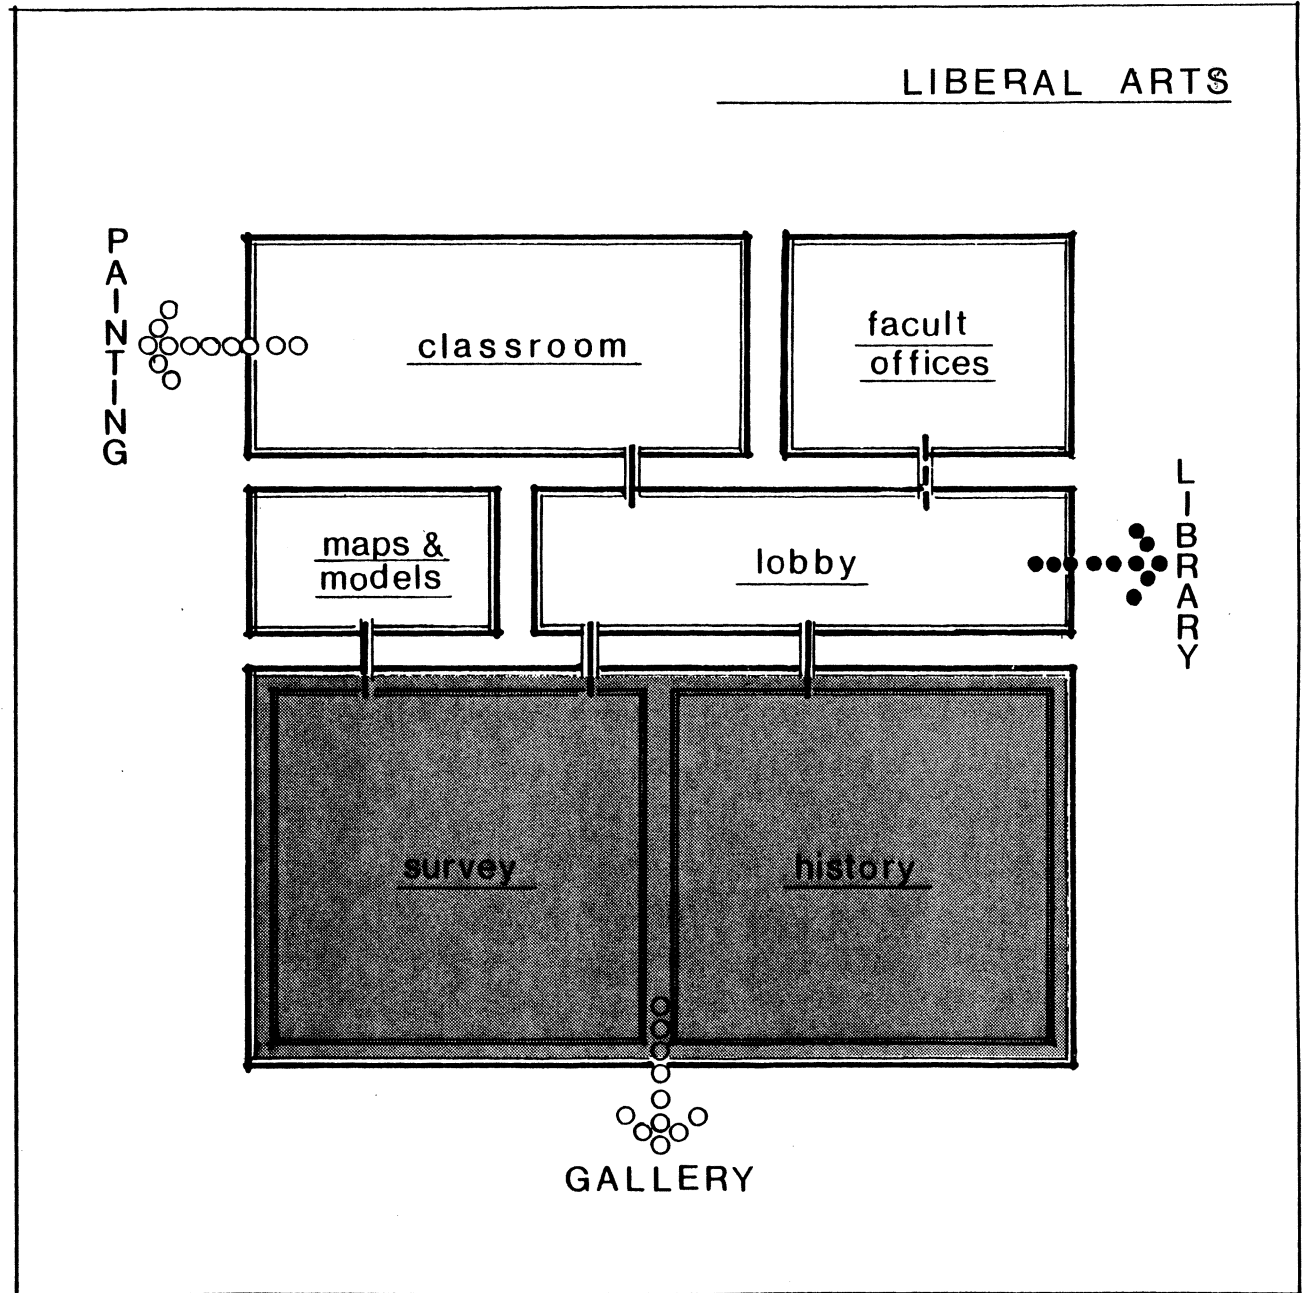 LIBERAL ARTS
PAINTING
classroom
facult
offices
LIBRARY
maps &
models
lobby
survey
history
GALLERY